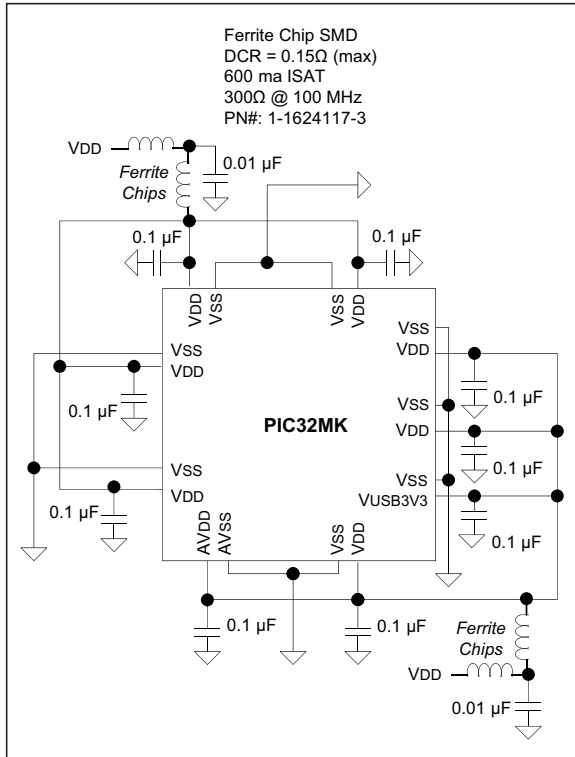 Ferrite Chip SMD
DCR = 0.15Ω (max)
600 ma ISAT
300Ω @ 100 MHz
PN#: 1-1624117-3
VDD
0.01 µF
Ferrite
Chips
0.1 µF
0.1 µF
VDD
VSS
VSS
VDD
VSS
VDD
VSS
VDD
0.1 µF
0.1 µF
VSS
VDD
0.1 µF
PIC32MK
VSS
VDD
0.1 µF
VSS
VUSB3V3
0.1 µF
0.1 µF
AVDD
AVSS
VSS
VDD
0.1 µF
0.1 µF
Ferrite
Chips
VDD
0.01 µF